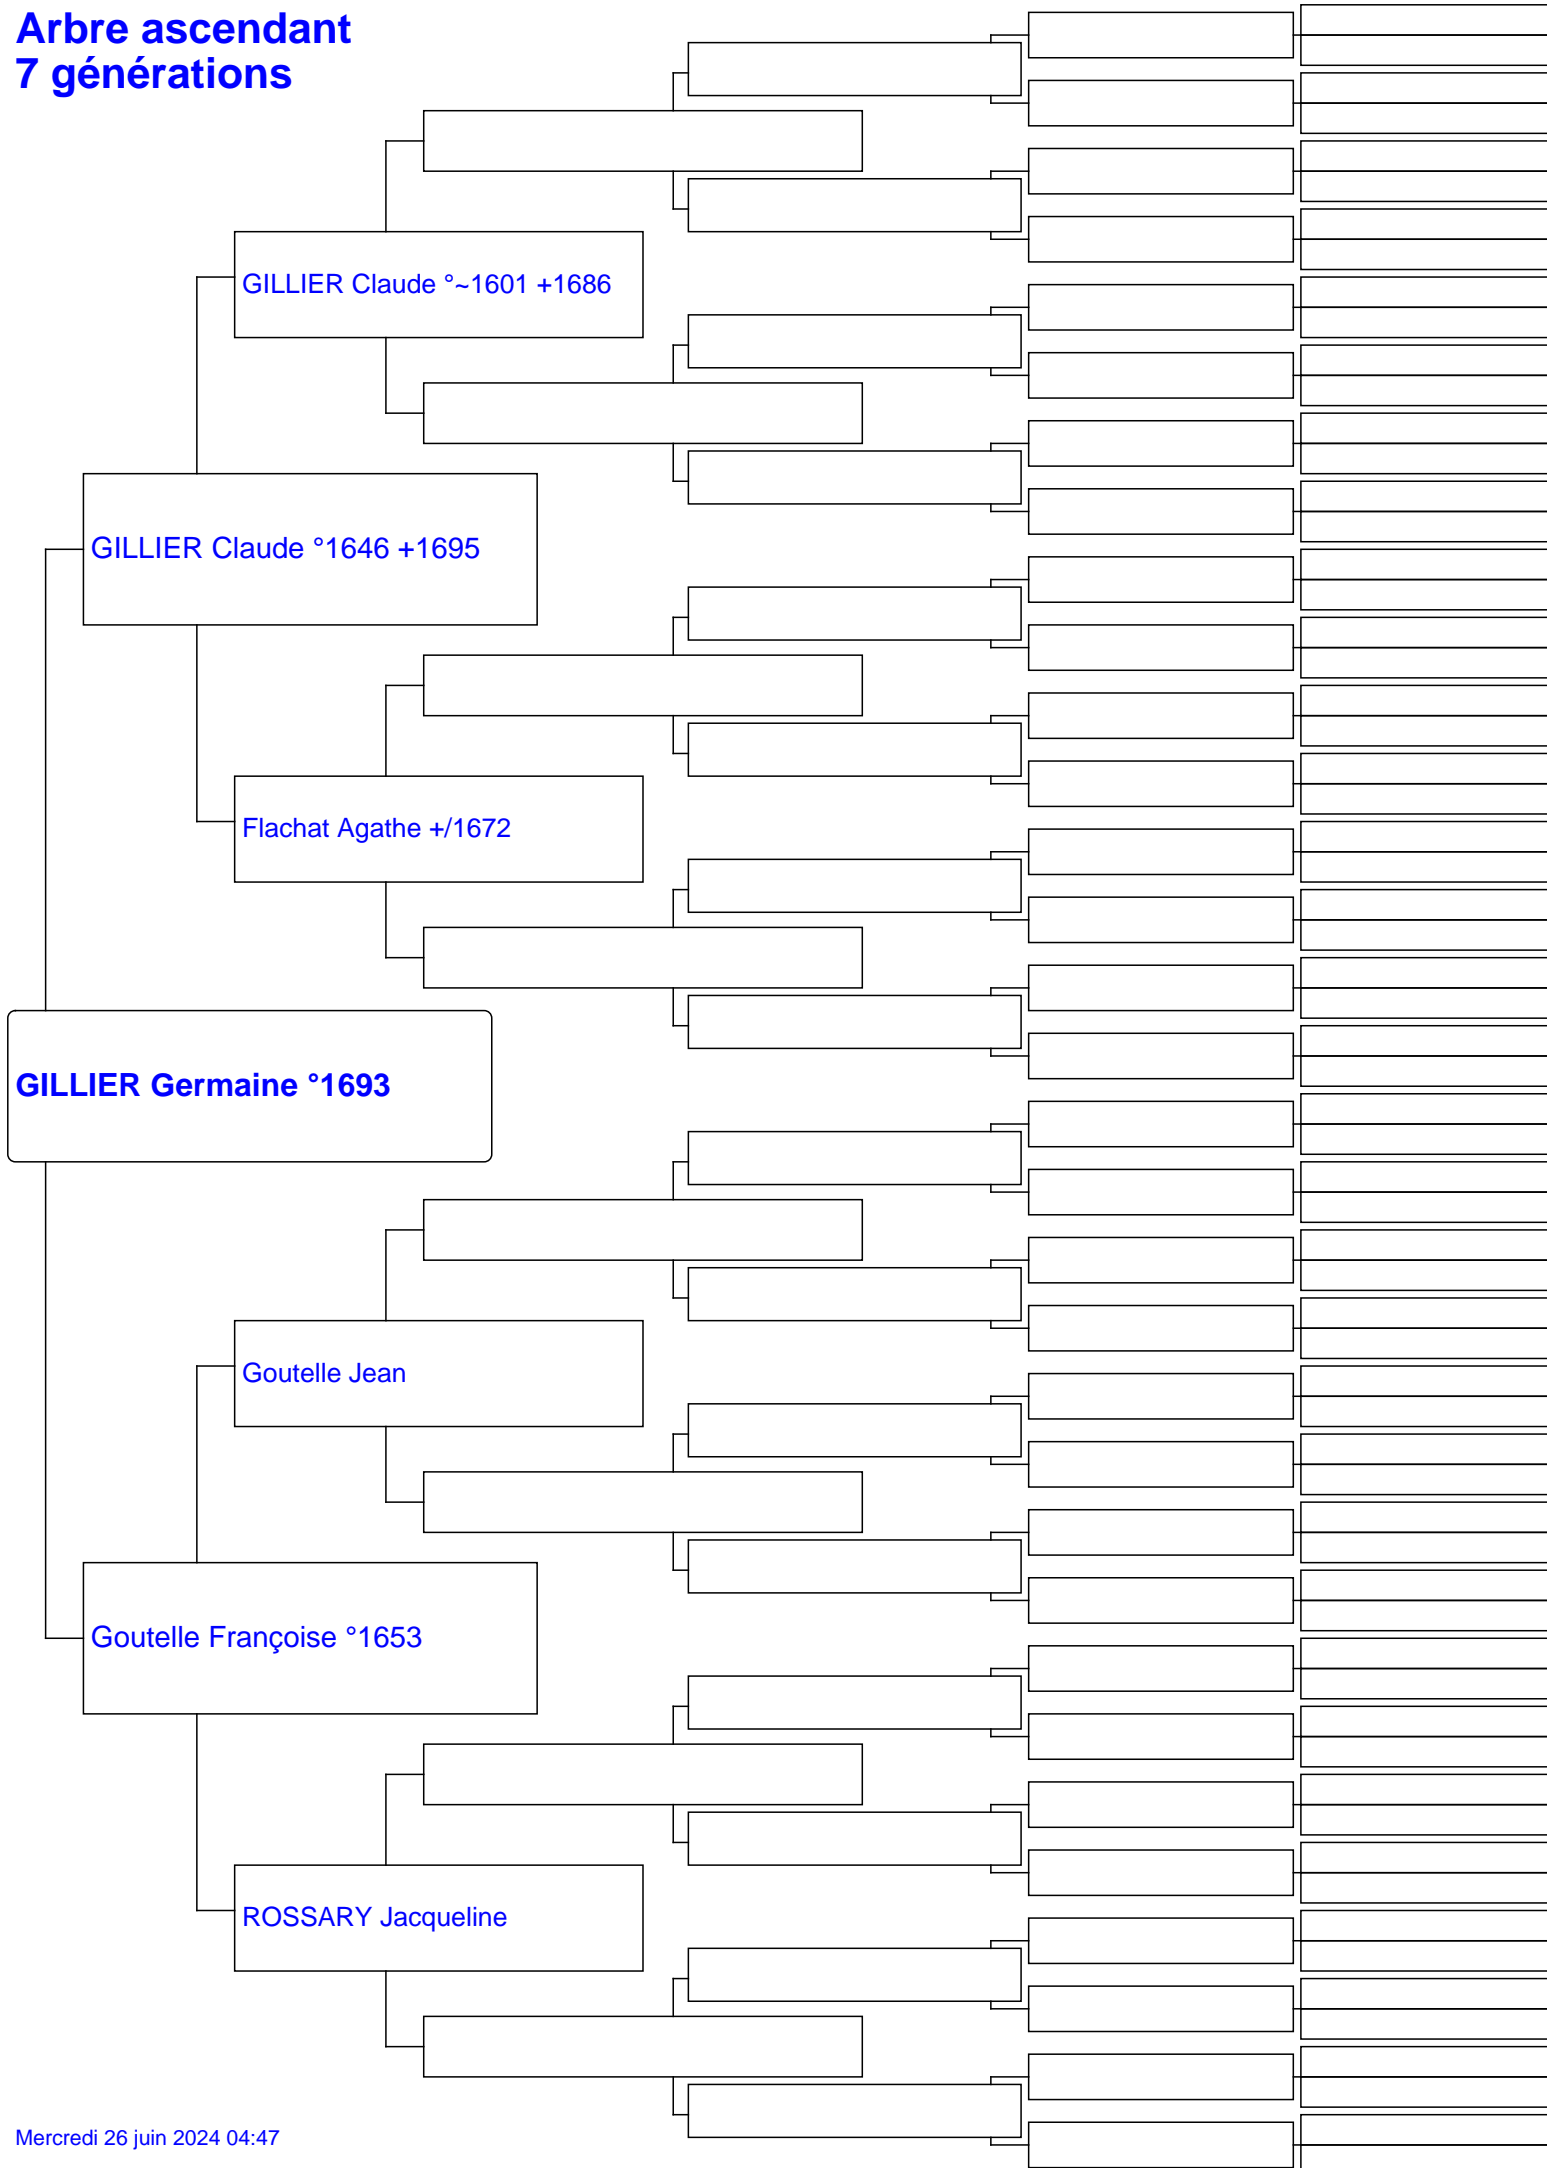 Arbre ascendant
7 générations
GILLIER Claude °~1601 +1686
GILLIER Claude °1646 +1695
Flachat Agathe +/1672
GILLIER Germaine °1693
Goutelle Jean
Goutelle Françoise °1653
ROSSARY Jacqueline
Mercredi 26 juin 2024 04:47